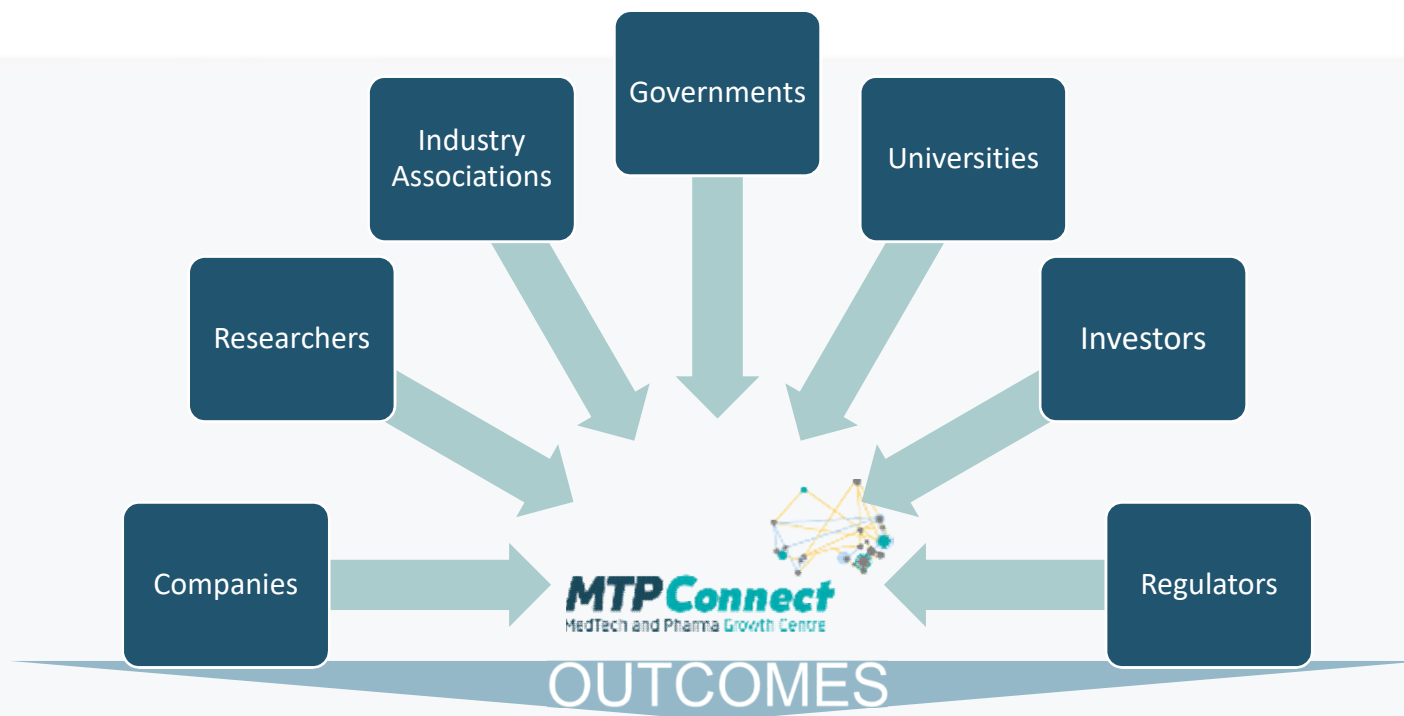 Governments
Industry
Associations
Universities
Researchers
Investors
Companies
Regulators
MTPConnect
MedTech and Pharma Growth Centre
OUTCOMES